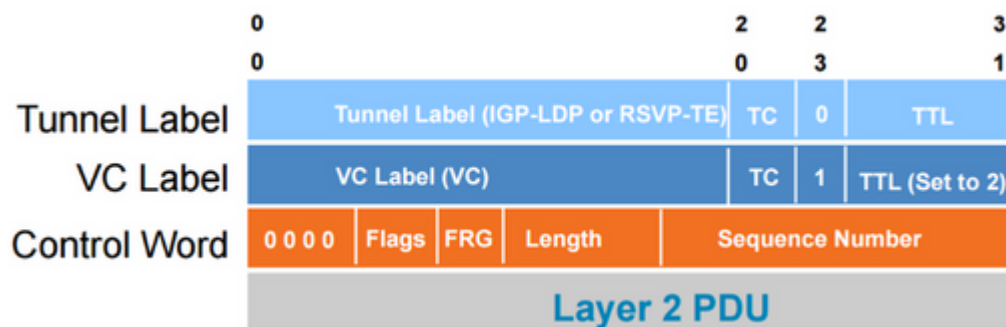 0 2 2 3
0 0 3 1
Tunnel Label Tunnel Label (IGP-LDP or RSVP-TE) TC 0 TTL
VC Label VC Label (VC) TC 1 TTL (Set to 2)
Control Word 0 0 0 0 Flags FRG Length Sequence Number
Layer 2 PDU